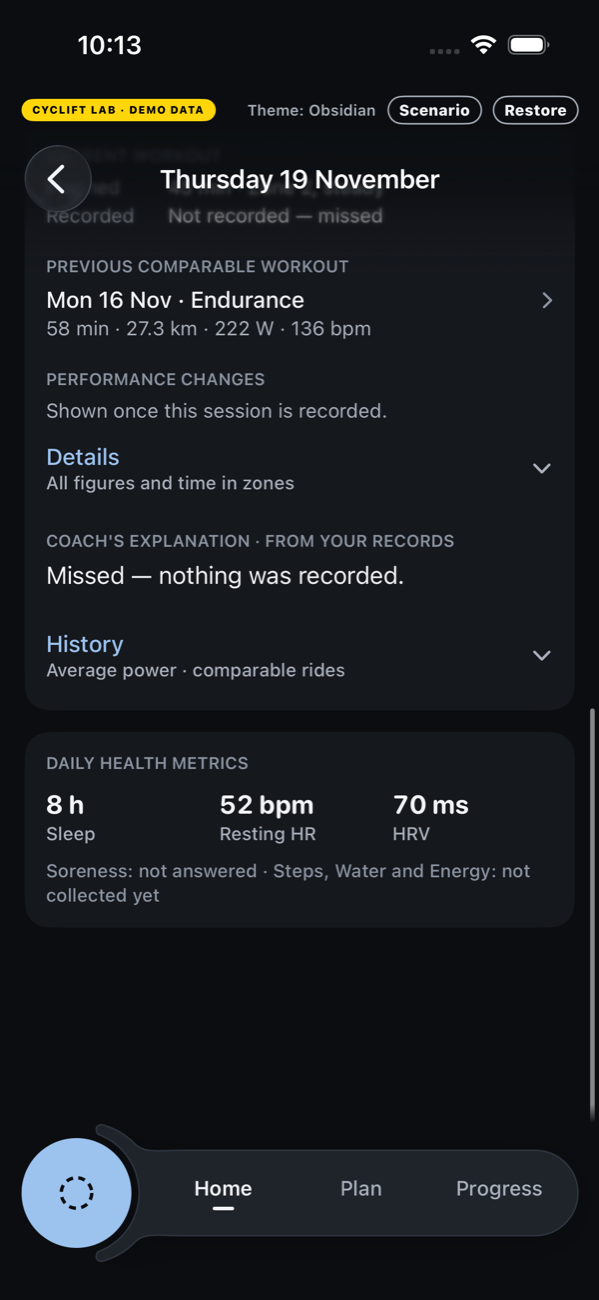 10:13
CYCLIFT LAB · DEMO DATA
Theme: Obsidian
Scenario
Restore
Thursday 19 November
Recorded Not recorded — missed
PREVIOUS COMPARABLE WORKOUT
Mon 16 Nov · Endurance
58 min · 27.3 km · 222 W · 136 bpm
PERFORMANCE CHANGES
Shown once this session is recorded.
Details
All figures and time in zones
COACH'S EXPLANATION · FROM YOUR RECORDS
Missed — nothing was recorded.
History
Average power · comparable rides
DAILY HEALTH METRICS
8 h 52 bpm 70 ms
Sleep Resting HR HRV
Soreness: not answered · Steps, Water and Energy: not
collected yet
Home Plan Progress